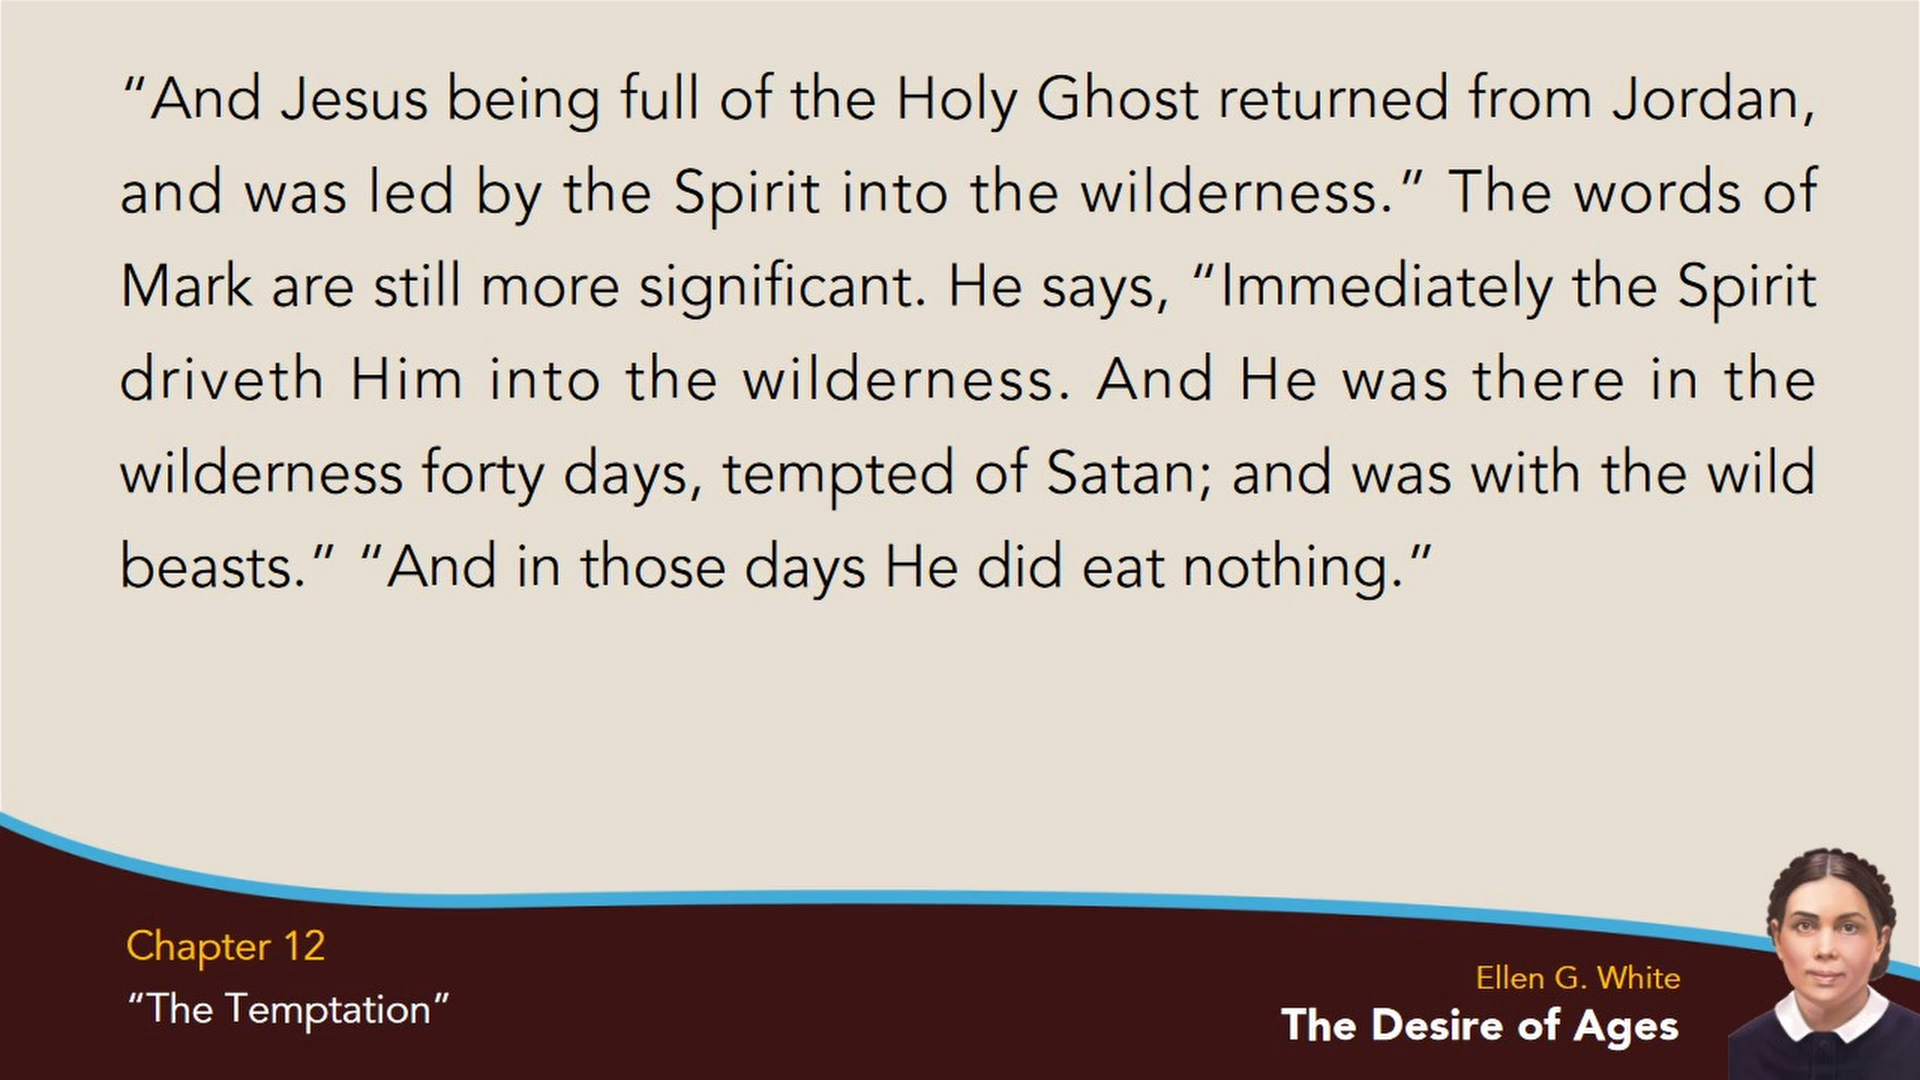 “And Jesus being full of the Holy Ghost returned from Jordan,
and was led by the Spirit into the wilderness.” The words of
Mark are still more significant. He says, “Immediately the Spirit
driveth Him into the wilderness. And He was there in the
wilderness forty days, tempted of Satan; and was with the wild
beasts.” “And in those days He did eat nothing.”
Chapter 12
“The Temptation”
Ellen G. White
The Desire of Ages